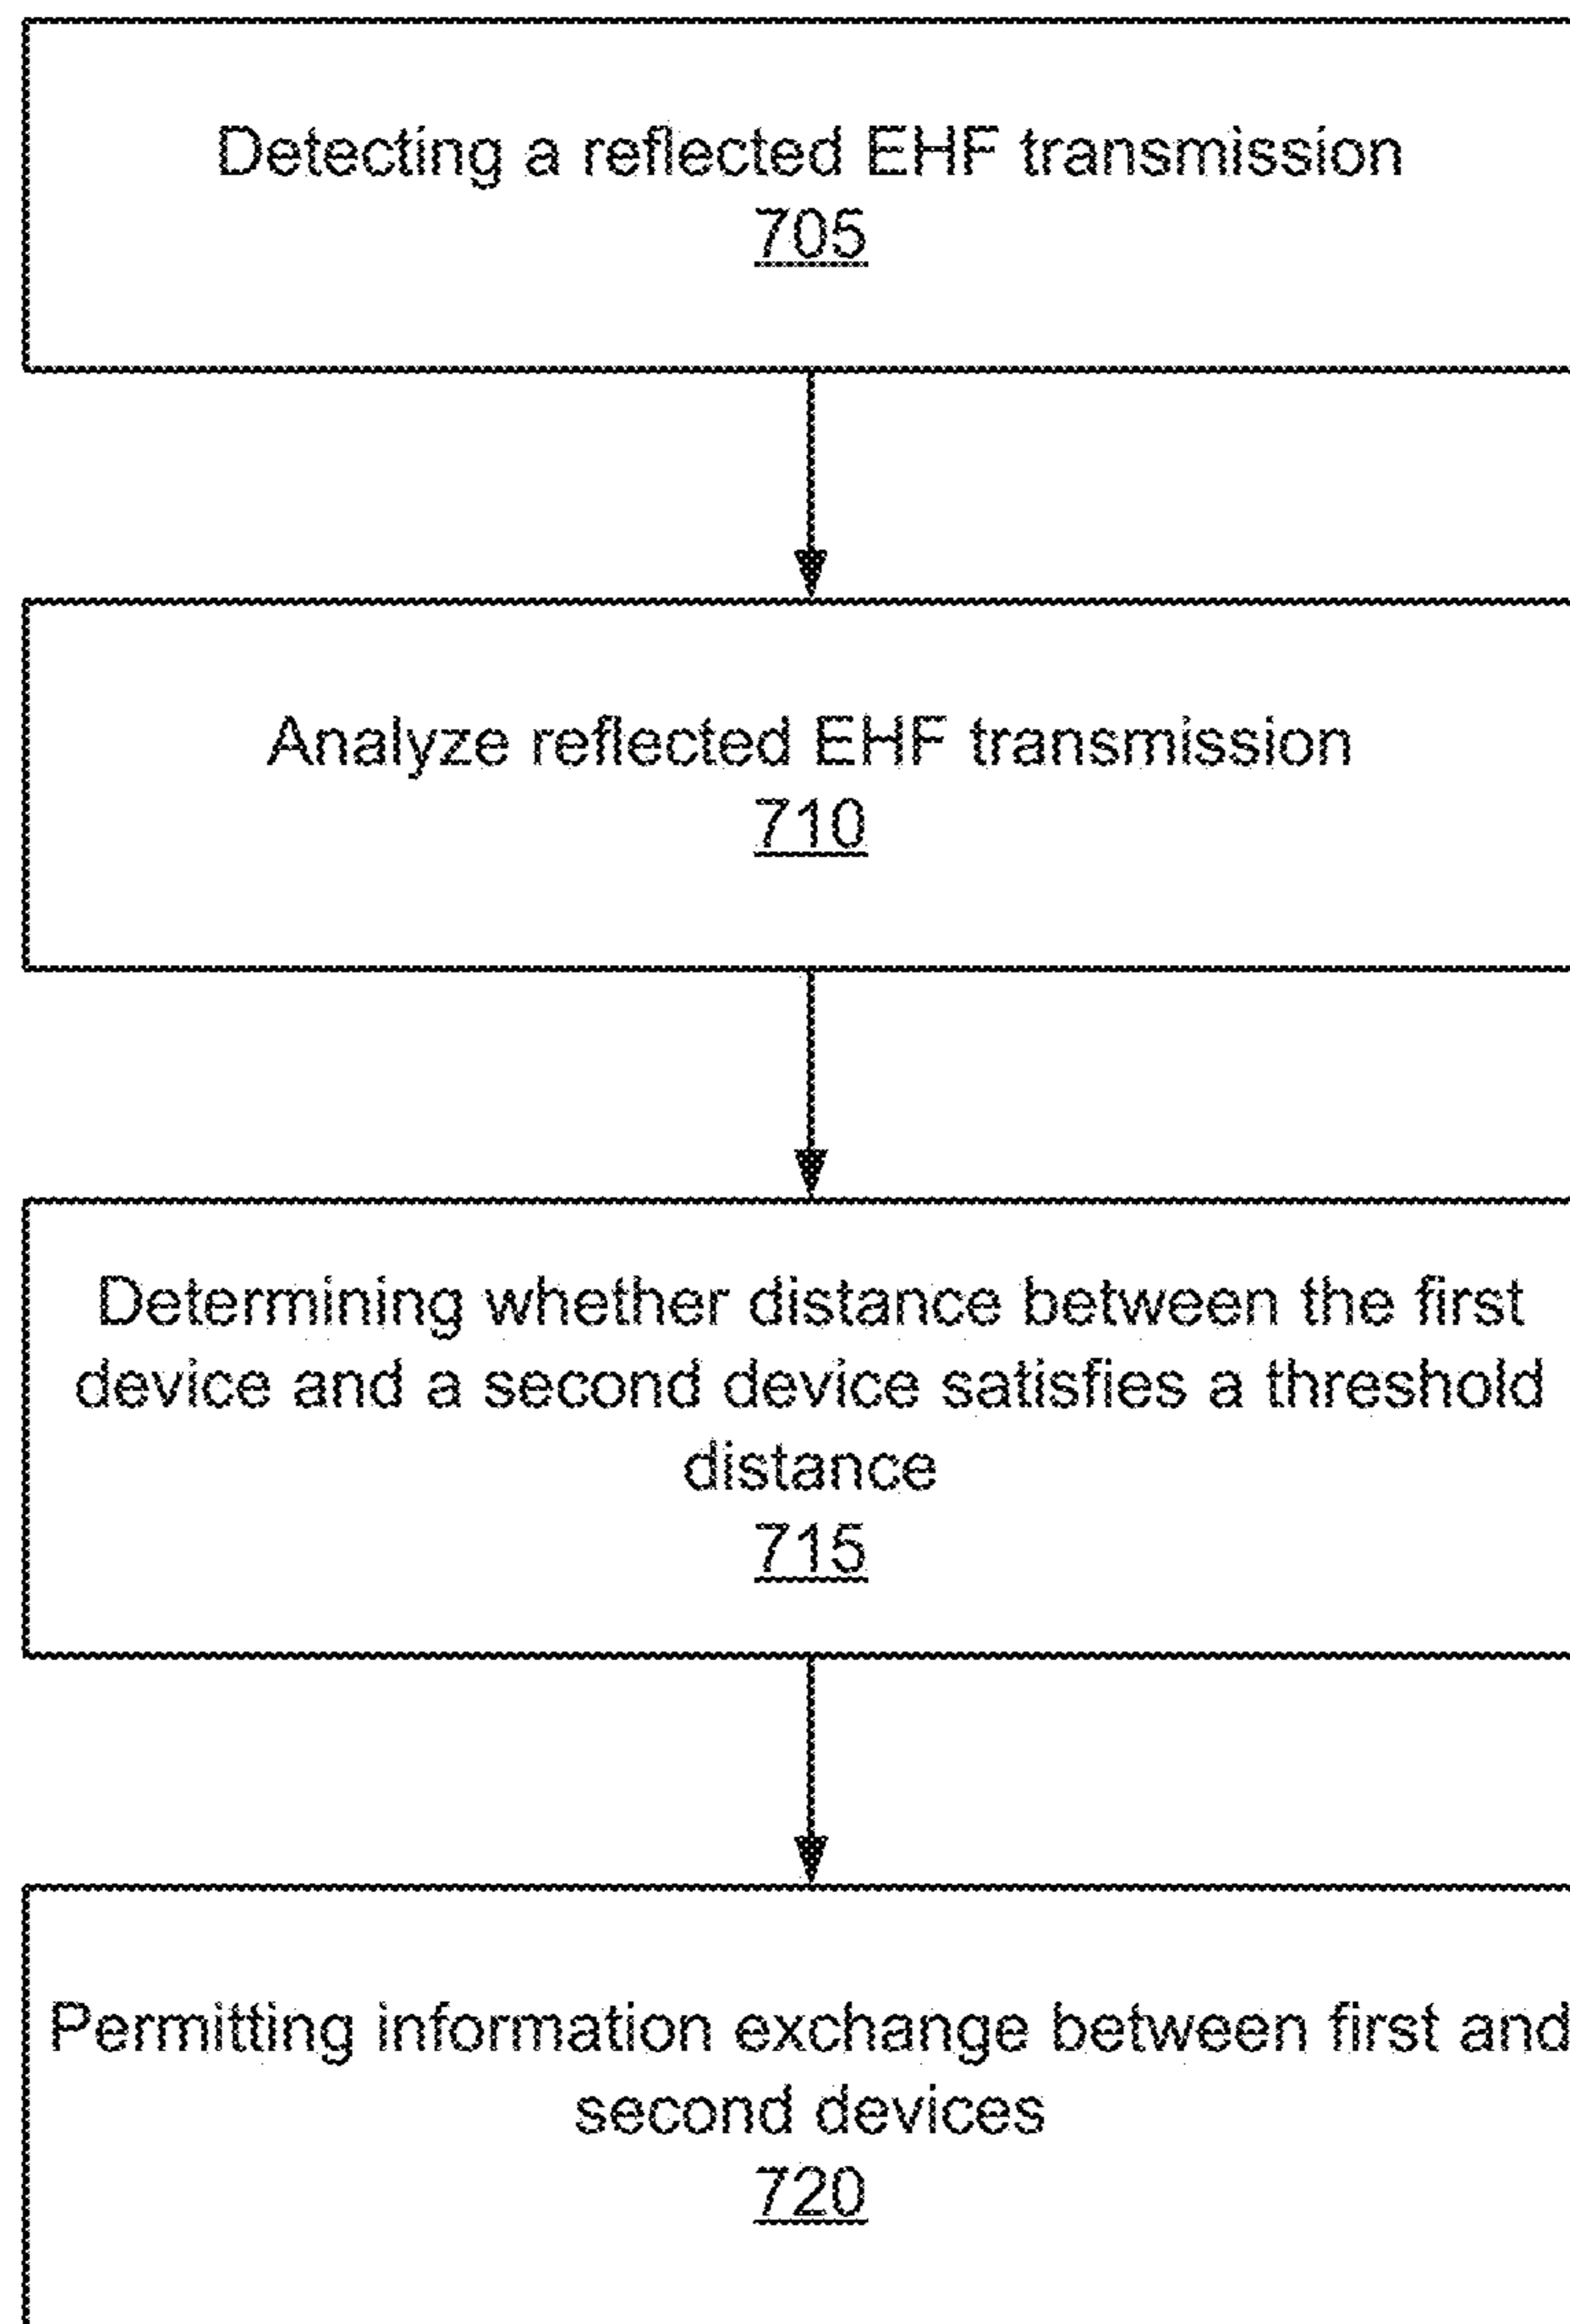 Detecting a reflected EHF transmission
705
Analyze reflected EHF transmission
710
Determining whether distance between the first
device and a second device satisfies a threshold
distance
715
Permitting information exchange between first and
second devices
720